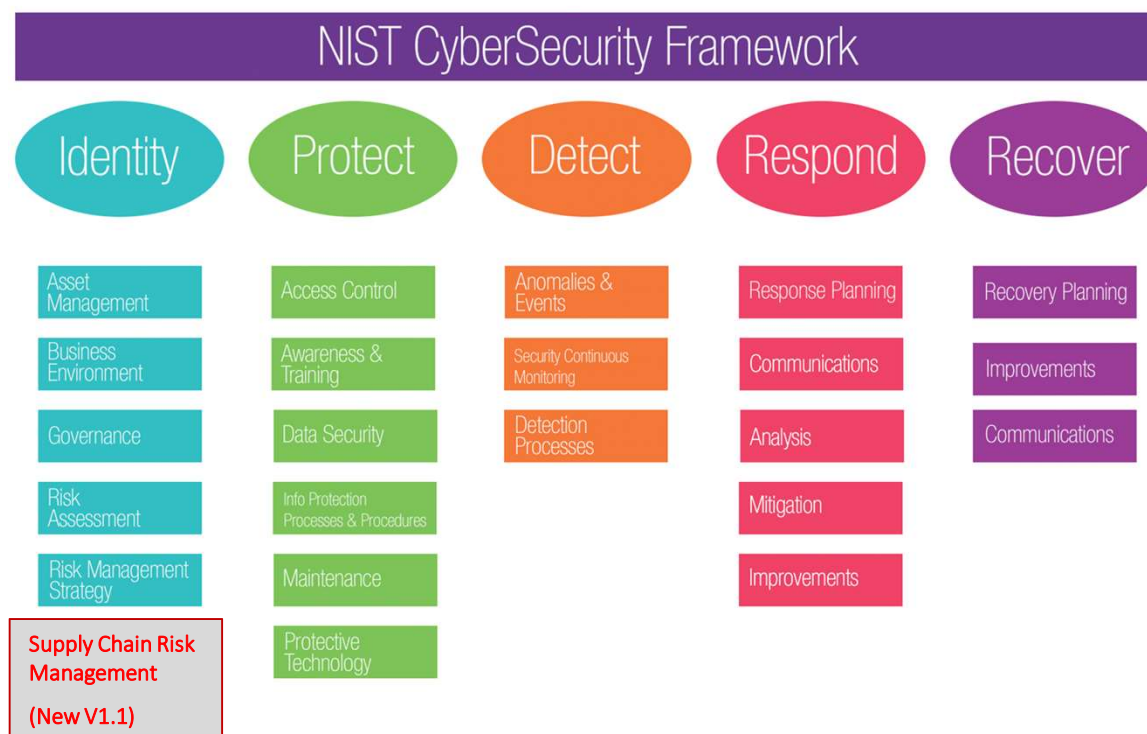 NIST CyberSecurity Framework
Identity
Protect
Detect
Respond
Recover
Asset
Management
Business
Environment
Governance
Risk
Assessment
Risk Management
Strategy
Supply Chain Risk
Management
(New V1.1)
Access Control
Awareness &
Training
Data Security
Info Protection
Processes & Procedures
Maintenance
Protective
Technology
Anomalies &
Events
Security Continuous
Monitoring
Detection
Processes
Response Planning
Communications
Analysis
Mitigation
Improvements
Recovery Planning
Improvements
Communications